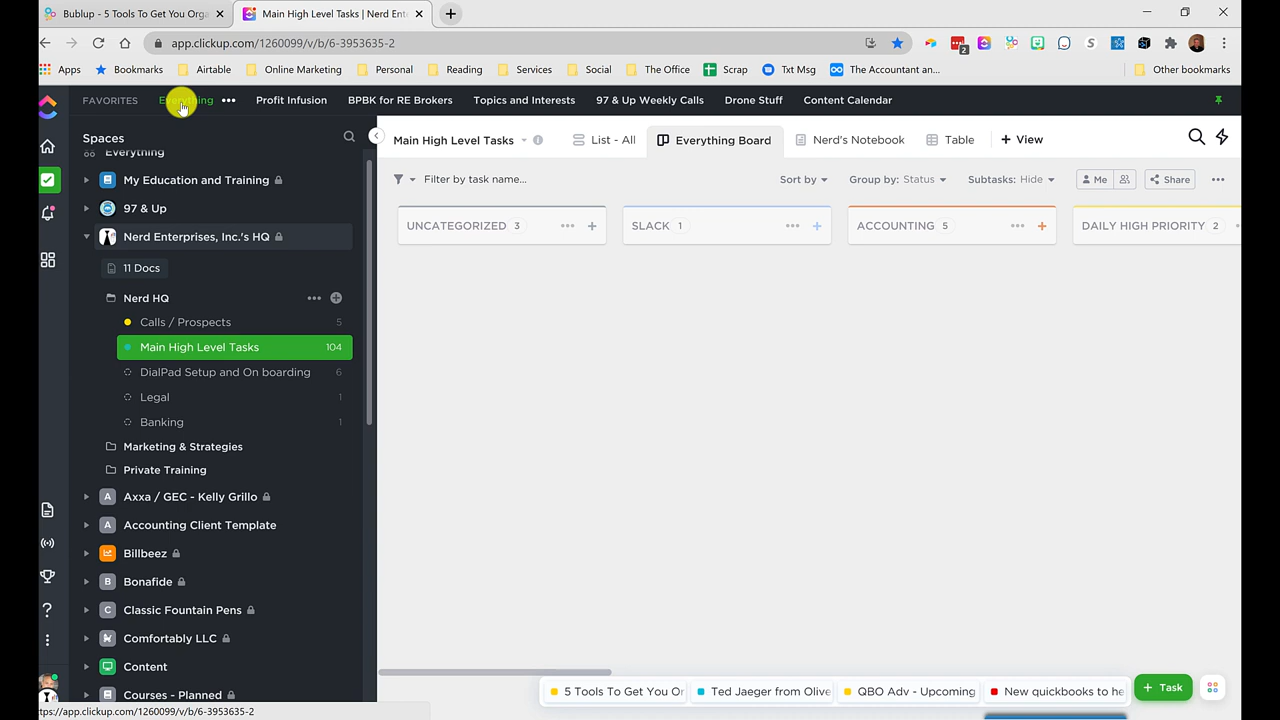 Bublup - 5 Tools To Get You Orga
Main High Level Tasks | Nerd Ente
app.clickup.com/1260099/v/b/6-3953635-2
2
Apps
Bookmarks
Airtable
Online Marketing
Personal
Reading
Services
Social
The Office
Scrap
Txt Msg
The Accountant an...
Other bookmarks
FAVORITES
Everything
Profit Infusion
BPBK for RE Brokers
Topics and Interests
97 & Up Weekly Calls
Drone Stuff
Content Calendar
Spaces
Everything
My Education and Training
97 & Up
Nerd Enterprises, Inc.'s HQ
11 Docs
Nerd HQ
Calls / Prospects 5
Main High Level Tasks 104
DialPad Setup and On boarding 6
Legal 1
Banking 1
Marketing & Strategies
Private Training
A Axxa / GEC - Kelly Grillo
A Accounting Client Template
Billbeez
B Bonafide
C Classic Fountain Pens
Comfortably LLC
Content
Courses - Planned
Main High Level Tasks
List - All
Everything Board
Nerd's Notebook
Table
+ View
Filter by task name...
Sort by
Group by: Status
Subtasks: Hide
Me
Share
UNCATEGORIZED 3
SLACK 1
ACCOUNTING 5
DAILY HIGH PRIORITY 2
5 Tools To Get You Or
Ted Jaeger from Olive
QBO Adv - Upcoming
New quickbooks to he
+ Task
ttps://app.clickup.com/1260099/v/b/6-3953635-2